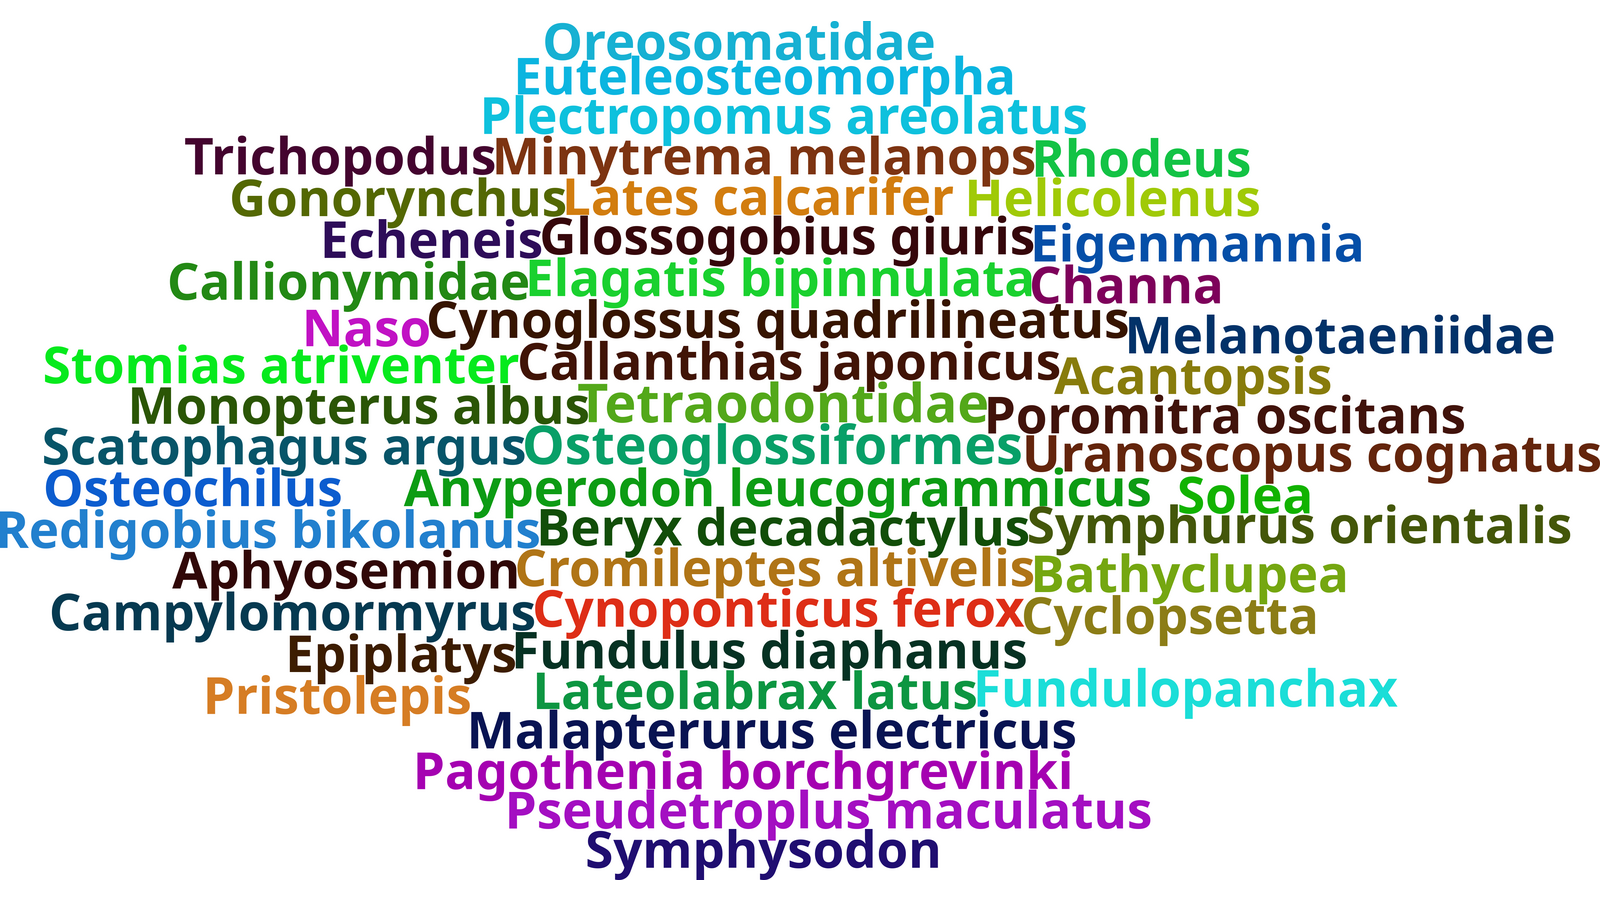 Oreosomatidae
Euteleosteomorpha
Plectropomus areolatus
Trichopodus Minytrema melanops Rhodeus
Gonorynchus Lates calcarifer Helicolenus
Echeneis Glossogobius giuris Eigenmannia
Callionymidae Elagatis bipinnulata Channa
Naso Cynoglossus quadrilineatus Melanotaeniidae
Stomias atriventer Callanthias japonicus Acantopsis
Monopterus albus Tetraodontidae Poromitra oscitans
Scatophagus argus Osteoglossiformes Uranoscopus cognatus
Osteochilus Anyperodon leucogrammicus Solea
Redigobius bikolanus Beryx decadactylus Symphurus orientalis
Aphyosemion Cromileptes altivelis Bathyclupea
Campylomormyrus Cynoponticus ferox Cyclopsetta
Epiplatys Fundulus diaphanus
Pristolepis Lateolabrax latus Fundulopanchax
Malapterurus electricus
Pagothenia borchgrevinki
Pseudetroplus maculatus
Symphysodon